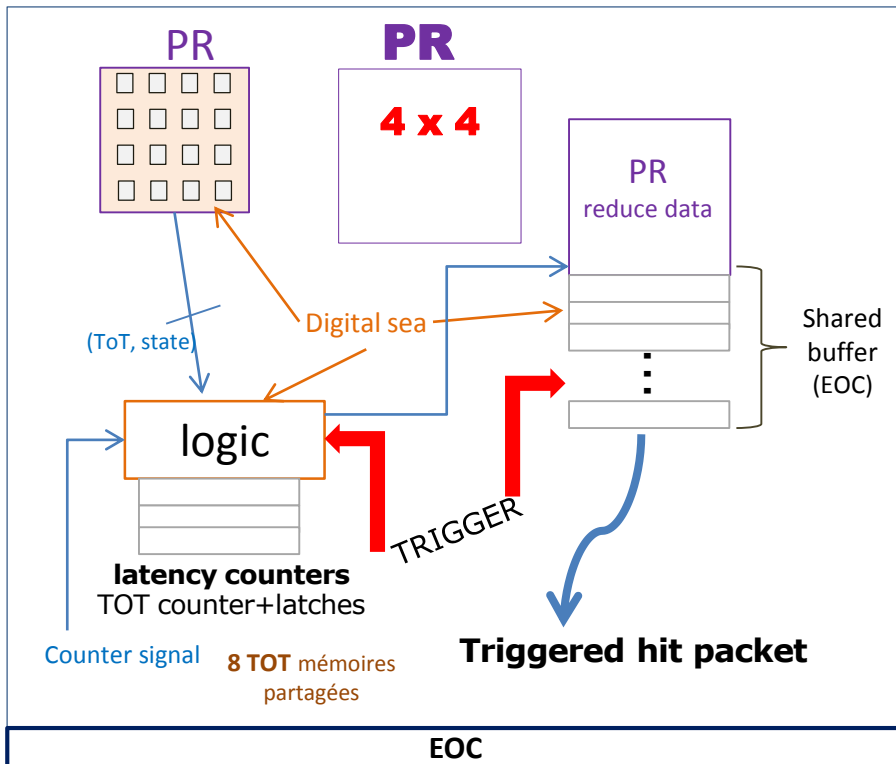 PR
PR
4 x 4
PR
reduce data
Digital sea
(ToT, state)
Shared
buffer
(EOC)
logic
TRIGGER
latency counters
TOT counter+latches
Counter signal
8 TOT mémoires
partagées
Triggered hit packet
EOC